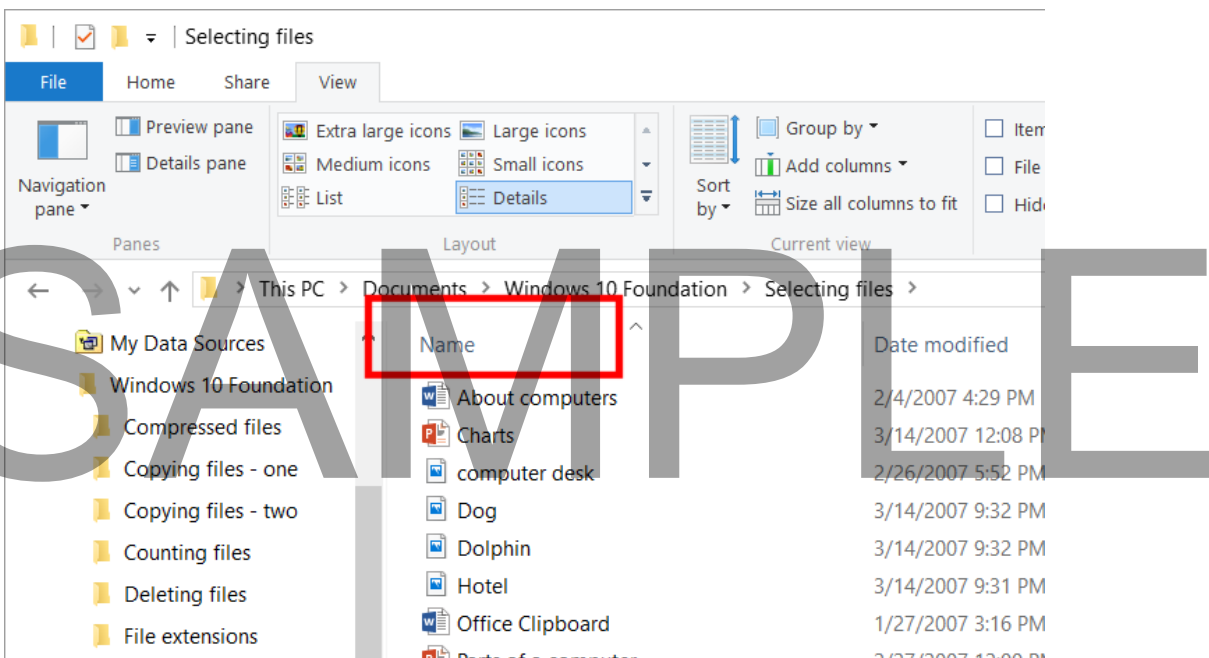 Selecting files
File Home Share View
Navigation pane
Preview pane
Details pane
Panes
Extra large icons Large icons
Medium icons Small icons
List Details
Layout
Sort by
Group by
Add columns
Size all columns to fit
Current view
Item
File
SAMPLE
This PC > Documents > Windows 10 Foundation > Selecting files >
My Data Sources
Windows 10 Foundation
Compressed files
Copying files - one
Copying files - two
Counting files
Deleting files
File extensions
Name Date modified
About computers 2/4/2007 4:29 PM
Charts 3/14/2007 12:08 PM
computer desk 2/26/2007 5:52 PM
Dog 3/14/2007 9:32 PM
Dolphin 3/14/2007 9:32 PM
Hotel 3/14/2007 9:31 PM
Office Clipboard 1/27/2007 3:16 PM
Parts of a computer